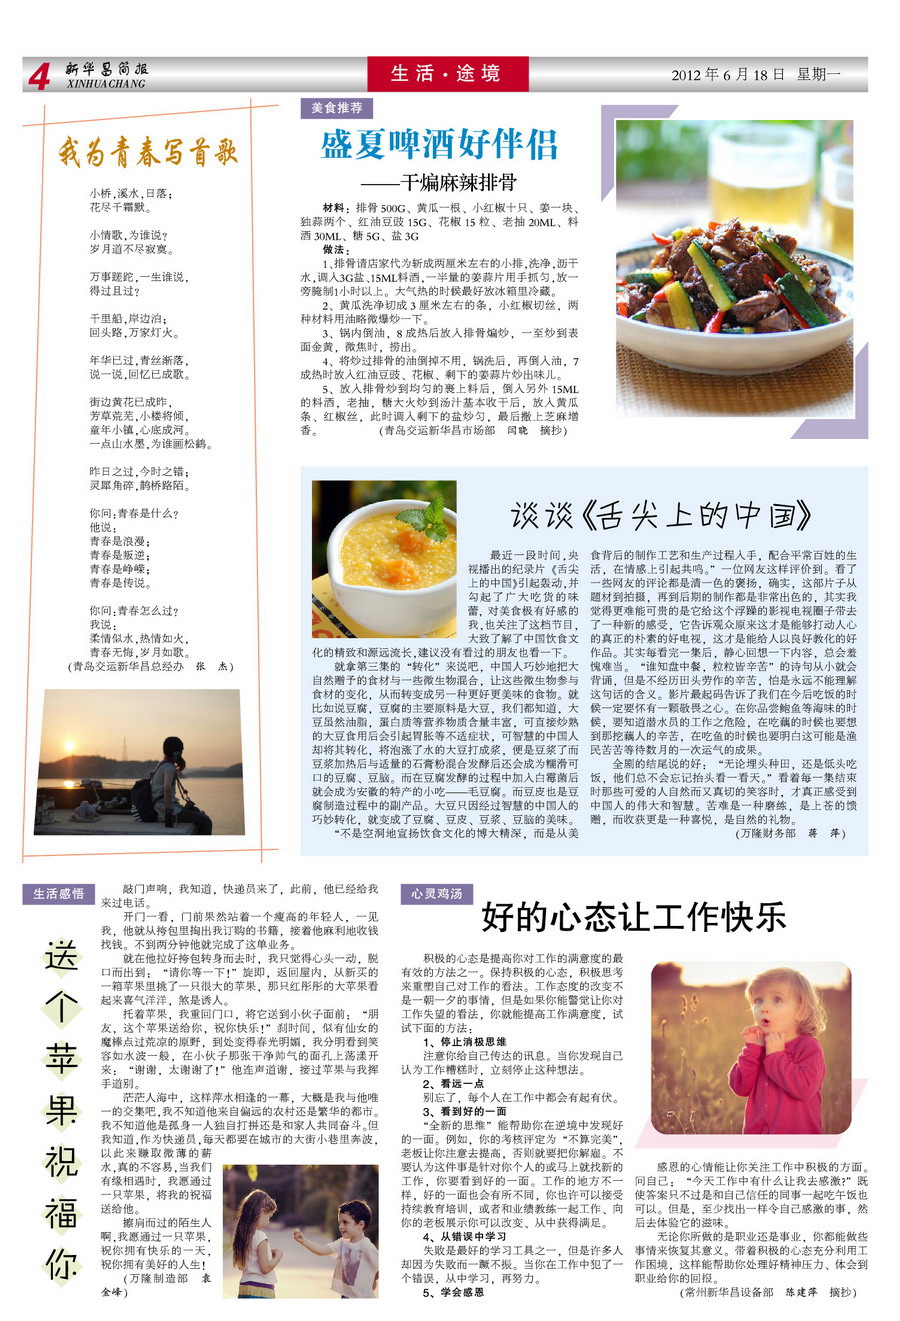 4
新华昌简报
XINHUACHANG
生活·途境
2012年6月18日 星期一
我为青春写首歌
小桥,溪水,日落;
花尽千霜默。
小情歌,为谁说?
岁月道不尽寂寞。
万事蹉跎,一生谁说,
得过且过?
千里船,岸边泊;
回头路,万家灯火。
年华已过,青丝渐落,
说一说,回忆已成歌。
街边黄花已成昨,
芳草荒芜,小楼将倾,
童年小镇,心底成河。
一点山水墨,为谁画松鹤。
昨日之过,今时之错;
灵犀角碎,鹊桥路陌。
你问:青春是什么?
他说:
青春是浪漫;
青春是叛逆;
青春是峥嵘;
青春是传说。
你问:青春怎么过?
我说:
柔情似水,热情如火,
青春无悔,岁月如歌。
(青岛交运新华昌总经办 张 杰)
美食推荐
盛夏啤酒好伴侣
——干煸麻辣排骨
材料:排骨500G、黄瓜一根、小红椒十只、姜一块、
独蒜两个、红油豆豉15G、花椒15粒、老抽20ML、料
酒30ML、糖5G、盐3G
做法:
1、排骨请店家代为斩成两厘米左右的小排,洗净,沥干
水,调入3G盐、15ML料酒,一半量的姜蒜片用手抓匀,放一
旁腌制1小时以上。大气热的时候最好放冰箱里冷藏。
2、黄瓜洗净切成3厘米左右的条,小红椒切丝,两
种材料用油略微爆炒一下。
3、锅内倒油,8成热后放入排骨煸炒,一至炒到表
面金黄,微焦时,捞出。
4、将炒过排骨的油倒掉不用,锅洗后,再倒入油,7
成热时放入红油豆豉、花椒、剩下的姜蒜片炒出味儿。
5、放入排骨炒到均匀的裹上料后,倒入另外15ML
的料酒,老抽,糖大火炒到汤汁基本收干后,放入黄瓜
条、红椒丝,此时调入剩下的盐炒匀,最后撒上芝麻增
香。 (青岛交运新华昌市场部 闫晓 摘抄)
谈谈《舌尖上的中国》
最近一段时间,央
视播出的纪录片《舌尖
上的中国》引起轰动,并
勾起了广大吃货的味
蕾,对美食极有好感的
我,也关注了这档节目,
大致了解了中国饮食文
化的精致和源远流长,建议没有看过的朋友也看一下。
就拿第三集的“转化”来说吧,中国人巧妙地把大
自然赠予的食材与一些微生物混合,让这些微生物参与
食材的变化,从而转变成另一种更好更美味的食物。就
比如说豆腐,豆腐的主要原料是大豆,我们都知道,大
豆虽然油脂,蛋白质等营养物质含量丰富,可直接炒熟
的大豆食用后会引起胃胀等不适症状,可智慧的中国人
却将其转化,将泡涨了水的大豆打成浆,便是豆浆了而
豆浆加热后与适量的石膏粉混合发酵后还会成为糯滑可
口的豆腐、豆脑。而在豆腐发酵的过程中加入白霉菌后
就会成为安徽的特产的小吃——毛豆腐。而豆皮也是豆
腐制造过程中的副产品。大豆只因经过智慧的中国人的
巧妙转化,就变成了豆腐、豆皮、豆浆、豆脑的美味。
“不是空洞地宣扬饮食文化的博大精深,而是从美
食背后的制作工艺和生产过程入手,配合平常百姓的生
活,在情感上引起共鸣。”一位网友这样评价到。看了
一些网友的评论都是清一色的褒扬,确实,这部片子从
题材到拍摄,再到后期的制作都是非常出色的,其实我
觉得更难能可贵的是它给这个浮躁的影视电视圈子带去
了一种新的感受,它告诉观众原来这才是能够打动人心
的真正的朴素的好电视,这才是能给人以良好教化的好
作品。其实每看完一集后,静心回想一下内容,总会羞
愧难当。“谁知盘中餐,粒粒皆辛苦”的诗句从小就会
背诵,但是不经历田头劳作的辛苦,怕是永远不能理解
这句话的含义。影片最起码告诉了我们在今后吃饭的时
候一定要怀有一颗敬畏之心。在你品尝鲍鱼等海味的时
候,要知道潜水员的工作之危险,在吃藕的时候也要想
到那挖藕人的辛苦,在吃鱼的时候也要明白这可能是渔
民苦苦等待数月的一次运气的成果。
全剧的结尾说的好:“无论埋头种田,还是低头吃
饭,他们总不会忘记抬头看一看天。”看着每一集结束
时那些可爱的人自然而又真切的笑容时,才真正感受到
中国人的伟大和智慧。苦难是一种磨练,是上苍的馈
赠,而收获更是一种喜悦,是自然的礼物。
(万隆财务部 蒋 萍)
生活感悟
送个苹果祝福你
敲门声响,我知道,快递员来了,此前,他已经给我
来过电话。
开门一看,门前果然站着一个瘦高的年轻人,一见
我,他就从挎包里掏出我订购的书籍,接着他麻利地收钱
找钱。不到两分钟他就完成了这单业务。
就在他拉好挎包转身而去时,我只觉得心头一动,脱
口而出到:“请你等一下!”旋即,返回屋内,从新买的
一箱苹果里挑了一只很大的苹果,那只红彤彤的大苹果看
起来喜气洋洋,煞是诱人。
托着苹果,我重回门口,将它送到小伙子面前:“朋
友,这个苹果送给你,祝你快乐!”刹时间,似有仙女的
魔棒点过荒凉的原野,到处变得春光明媚,我分明看到笑
容如水波一般,在小伙子那张干净帅气的面孔上荡漾开
来:“谢谢,太谢谢了!”他连声道谢,接过苹果与我挥
手道别。
茫茫人海中,这样萍水相逢的一幕,大概是我与他唯
一的交集吧,我不知道他来自偏远的农村还是繁华的都市。
我不知道他是孤身一人独自打拼还是和家人共同奋斗。但
我知道,作为快递员,每天都要在城市的大街小巷里奔波,
以此来赚取微薄的薪
水,真的不容易,当我们
有缘相遇时,我愿通过
一只苹果,将我的祝福
送给他。
擦肩而过的陌生人
啊,我愿通过一只苹果,
祝你拥有快乐的一天,
祝你拥有美好的人生!
(万隆制造部 袁
金峰)
心灵鸡汤
好的心态让工作快乐
积极的心态是提高你对工作的满意度的最
有效的方法之一。保持积极的心态,积极思考
来重塑自己对工作的看法。工作态度的改变不
是一朝一夕的事情,但是如果你能警觉让你对
工作失望的看法,你就能提高工作满意度,试
试下面的方法:
1、停止消极思维
注意你给自己传达的讯息。当你发现自己
认为工作糟糕时,立刻停止这种想法。
2、看远一点
别忘了,每个人在工作中都会有起有伏。
3、看到好的一面
“全新的思维”能帮助你在逆境中发现好
的一面。例如,你的考核评定为“不算完美”,
老板让你注意去提高,否则就要把你解雇。不
要认为这件事是针对你个人的或马上就找新的
工作,你要看到好的一面。工作的地方不一
样,好的一面也会有所不同,你也许可以接受
持续教育培训,或者和业绩教练一起工作、向
你的老板展示你可以改变、从中获得满足。
4、从错误中学习
失败是最好的学习工具之一,但是许多人
却因为失败而一蹶不振。当你在工作中犯了一
个错误,从中学习,再努力。
5、学会感恩
感恩的心情能让你关注工作中积极的方面。
问自己:“今天工作中有什么让我去感激?”既
使答案只不过是和自己信任的同事一起吃午饭也
可以。但是,至少找出一样令自己感激的事,然
后去体验它的滋味。
无论你所做的是职业还是事业,你都能做些
事情来恢复其意义。带着积极的心态充分利用工
作困境,这样能帮助你处理好精神压力、体会到
职业给你的回报。
(常州新华昌设备部 陈建萍 摘抄)